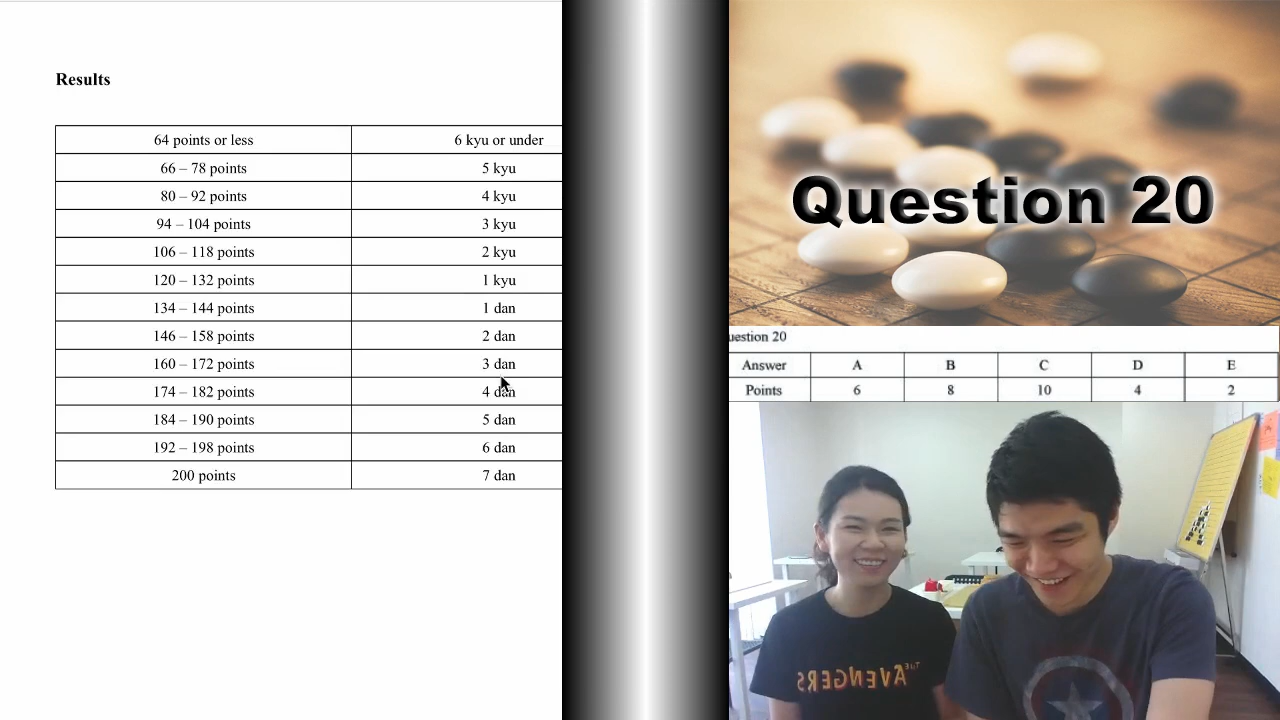 Results
64 points or less 6 kyu or under
66 – 78 points 5 kyu
80 – 92 points 4 kyu
94 – 104 points 3 kyu
106 – 118 points 2 kyu
120 – 132 points 1 kyu
134 – 144 points 1 dan
146 – 158 points 2 dan
160 – 172 points 3 dan
174 – 182 points 4 dan
184 – 190 points 5 dan
192 – 198 points 6 dan
200 points 7 dan
Question 20
uestion 20
Answer A B C D E
Points 6 8 10 4 2
THE AVENGERS